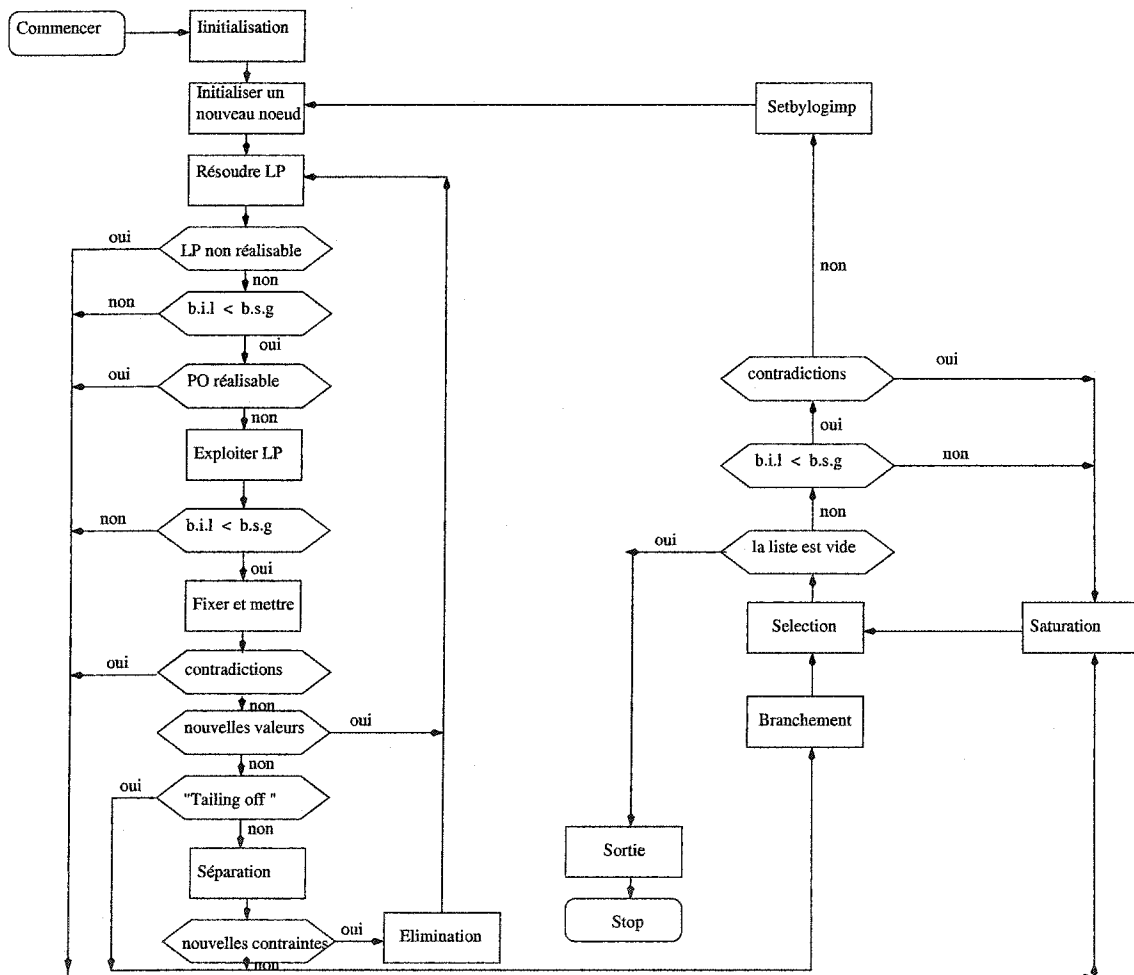 Commencer
Iinitialisation
Initialiser un
nouveau noeud
Setbylogimp
Résoudre LP
oui
LP non réalisable
non
non
b.i.l < b.s.g
oui
oui
PO réalisable
non
Exploiter LP
non
b.i.l < b.s.g
oui
Fixer et mettre
oui
contradictions
non
nouvelles valeurs
oui
non
oui
"Tailing off "
non
Séparation
nouvelles contraintes
oui
non
Elimination
non
contradictions
oui
oui
b.i.l < b.s.g
non
non
oui
la liste est vide
Selection
Saturation
Branchement
Sortie
Stop